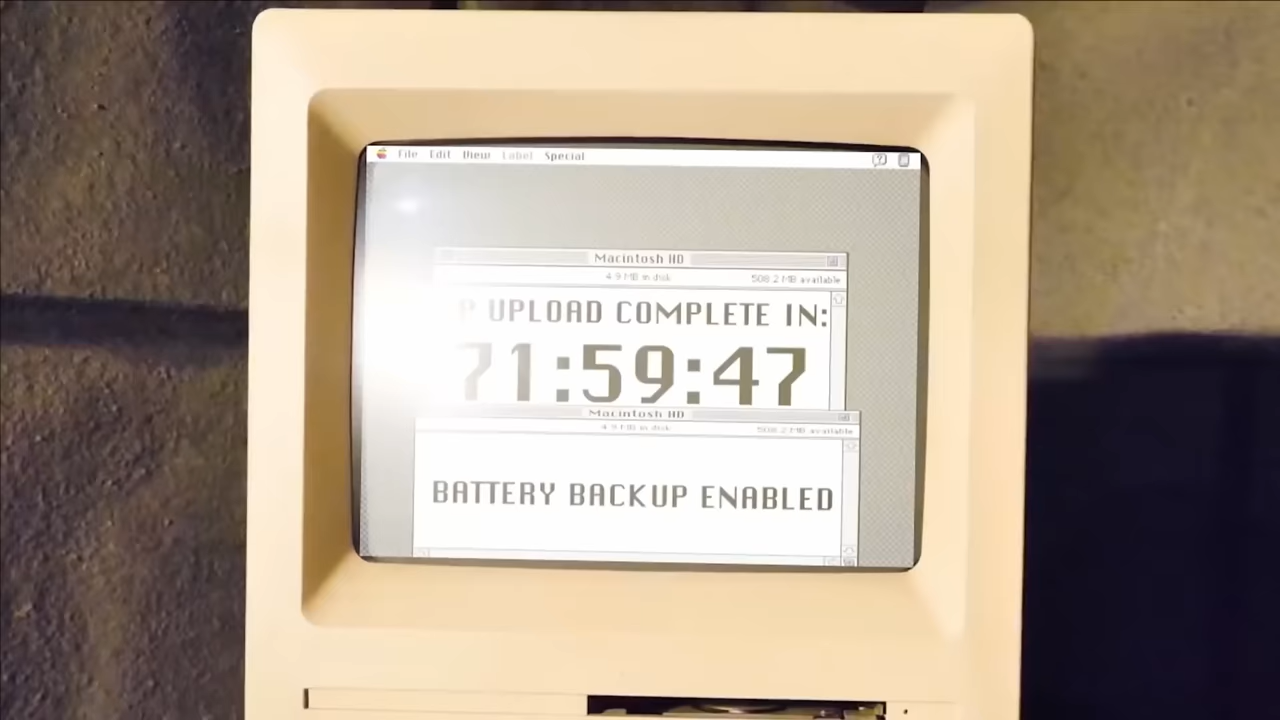 File Edit View Label Special
Macintosh HD
4.9 MB in disk 508.2 MB available
P UPLOAD COMPLETE IN:
71:59:47
Macintosh HD
4.9 MB in disk 508.2 MB available
BATTERY BACKUP ENABLED